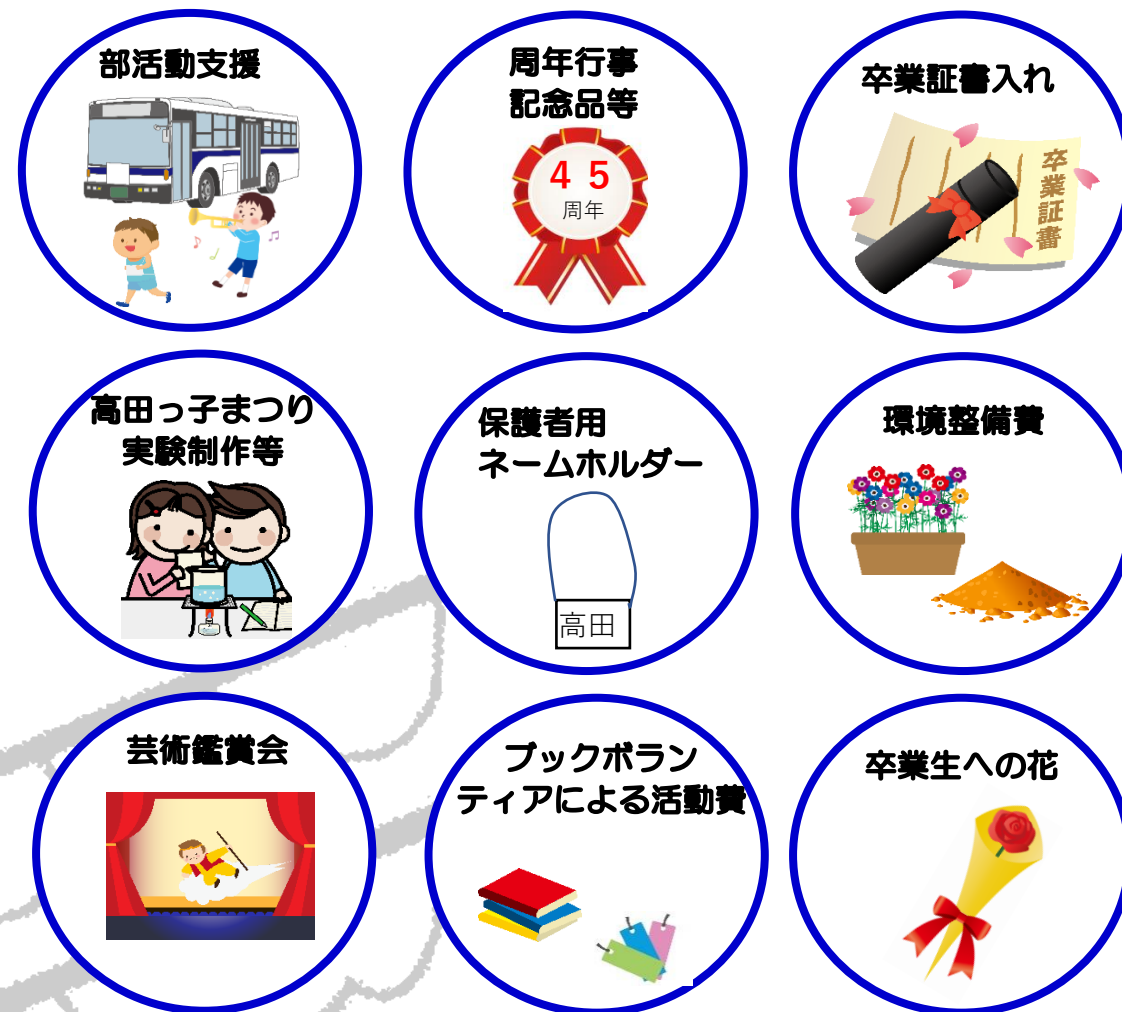 部活動支援
周年行事
記念品等
４５
周年
卒業証書入れ
卒業証書
高田っ子まつり
実験制作等
保護者用
ネームホルダー
高田
環境整備費
芸術鑑賞会
ブックボラン
ティアによる活動費
卒業生への花